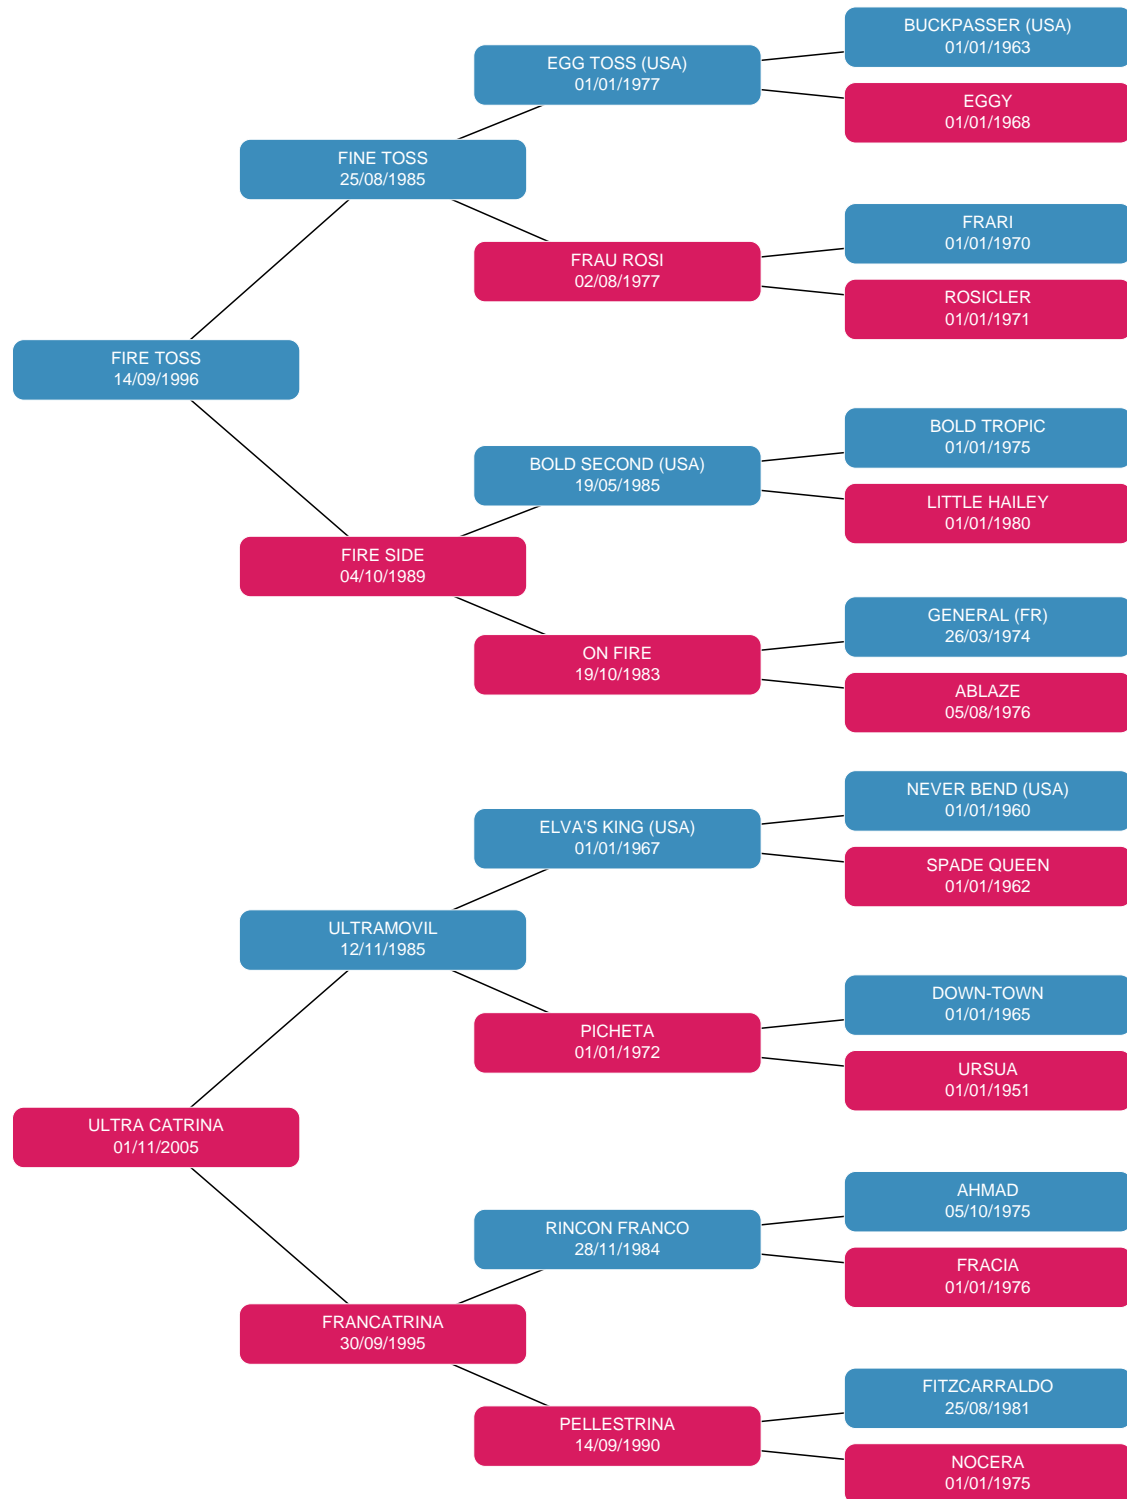 BUCKPASSER (USA)
01/01/1963
EGG TOSS (USA)
01/01/1977
EGGY
01/01/1968
FINE TOSS
25/08/1985
FRARI
01/01/1970
FRAU ROSI
02/08/1977
ROSICLER
01/01/1971
FIRE TOSS
14/09/1996
BOLD TROPIC
01/01/1975
BOLD SECOND (USA)
19/05/1985
LITTLE HAILEY
01/01/1980
FIRE SIDE
04/10/1989
GENERAL (FR)
26/03/1974
ON FIRE
19/10/1983
ABLAZE
05/08/1976
NEVER BEND (USA)
01/01/1960
ELVA'S KING (USA)
01/01/1967
SPADE QUEEN
01/01/1962
ULTRAMOVIL
12/11/1985
DOWN-TOWN
01/01/1965
PICHETA
01/01/1972
URSUA
01/01/1951
ULTRA CATRINA
01/11/2005
AHMAD
05/10/1975
RINCON FRANCO
28/11/1984
FRACIA
01/01/1976
FRANCATRINA
30/09/1995
FITZCARRALDO
25/08/1981
PELLESTRINA
14/09/1990
NOCERA
01/01/1975